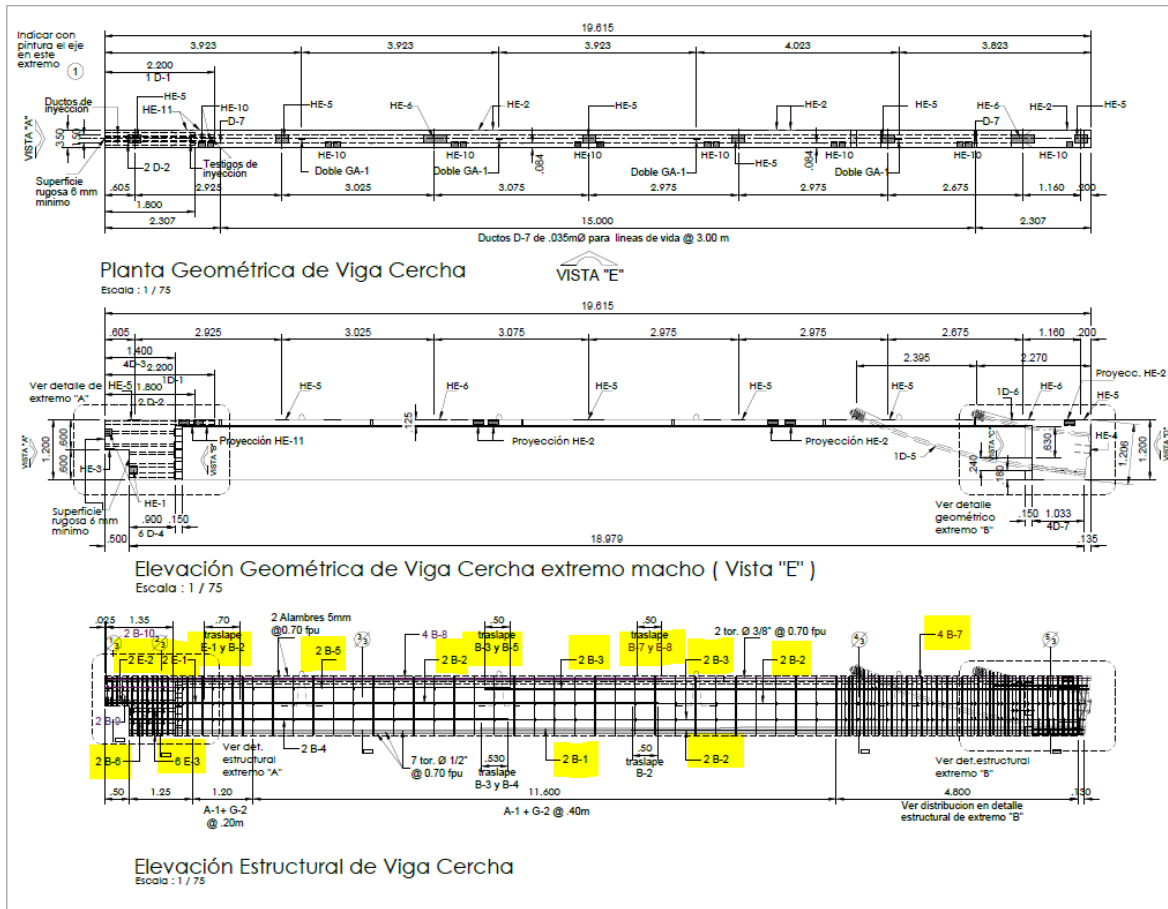 Indicar con
pintura el eje
en este
extremo
1
19.615
3.923 3.923 3.923 4.023 3.823
2.200
1 D-1
HE-5
HE-11
HE-10
D-7
HE-5
HE-6
HE-2
HE-5
HE-2
HE-5
D-7
HE-6
HE-2
HE-5
Ductos de
inyección
VISTA "A"
3.50
1.50
2 D-2
Testigos de
inyección
Superficie
rugosa 6 mm
mínimo
HE-10 HE-10 HE-10 HE-10 HE-10 HE-10 HE-10
.084
HE-5
.084
Doble GA-1 Doble GA-1 Doble GA-1 Doble GA-1
.605 2.925 3.025 3.075 2.975 2.975 2.675 1.160 .200
1.800
2.307 15.000 2.307
Ductos D-7 de .035mØ para lineas de vida @ 3.00 m
Planta Geométrica de Viga Cercha
Escala : 1 / 75
VISTA "E"
19.615
.605 2.925 3.025 3.075 2.975 2.975 2.675 1.160 .200
1.400
4D-3
2.200
1D-1
1.800
2 D-2
2.395 2.270
Ver detalle de
extremo "A"
HE-5
HE-5
HE-6
HE-5
HE-5
HE-5
1D-6
HE-6
Proyecc. HE-2
HE-5
.125
VISTA "A"
1.200
.600
.600
VISTA "B"
Proyección HE-11
Proyección HE-2
Proyección HE-2
1D-5
VISTA "C"
.240
.180
.630
HE-4
1.206
1.200
VISTA "D"
HE-3
HE-1
Superficie
rugosa 6 mm
mínimo
.900 .150
6 D-4
Ver detalle
geométrico
extremo "B"
.150 1.033
4D-7
.500 18.979 .135
Elevación Geométrica de Viga Cercha extremo macho ( Vista "E" )
Escala : 1 / 75
.025 1.35
2 B-10
.70
traslape
E-1 y B-2
2 Alambres 5mm
@0.70 fpu
4 B-8
.50
traslape
B-3 y B-5
.50
traslape
B-7 y B-8
2 tor. Ø 3/8" @ 0.70 fpu
4 B-7
2 E-2
2 E-1
2 B-5
2 B-2
2 B-3
2 B-3
2 B-2
2 B-9
2 B-6
6 E-3
Ver det.
estructural
extremo "A"
2 B-4
7 tor. Ø 1/2"
@ 0.70 fpu
.530
traslape
B-3 y B-4
2 B-1
.50
traslape
B-2
2 B-2
Ver det.estructural
extremo "B"
.50 1.25 1.20 11.600 4.800 .130
A-1+ G-2
@ .20m
A-1 + G-2 @ .40m
Ver distribucion en detalle
estructural de extremo "B"
Elevación Estructural de Viga Cercha
Escala : 1 / 75